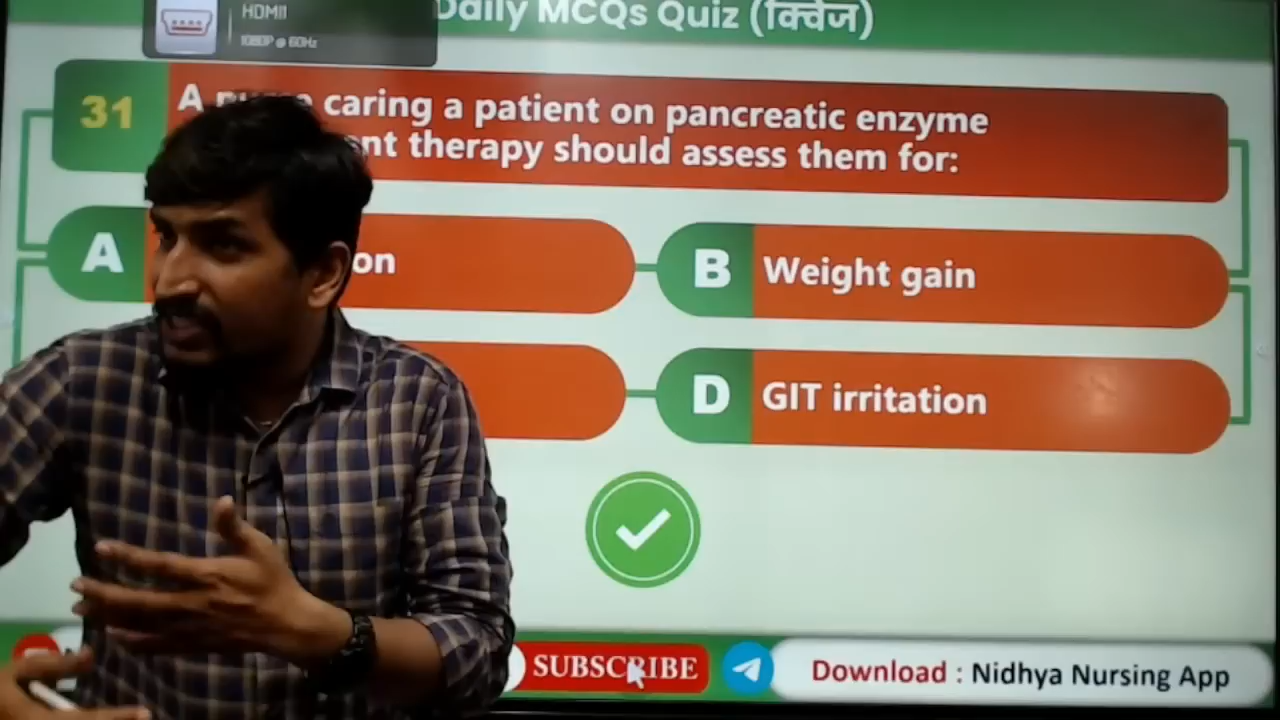 HDMI1
1080P @ 60Hz
Daily MCQs Quiz (क्विज)
31
A caring a patient on pancreatic enzyme
therapy should assess them for:
A
B
Weight gain
D
GIT irritation
SUBSCRIBE
Download : Nidhya Nursing App